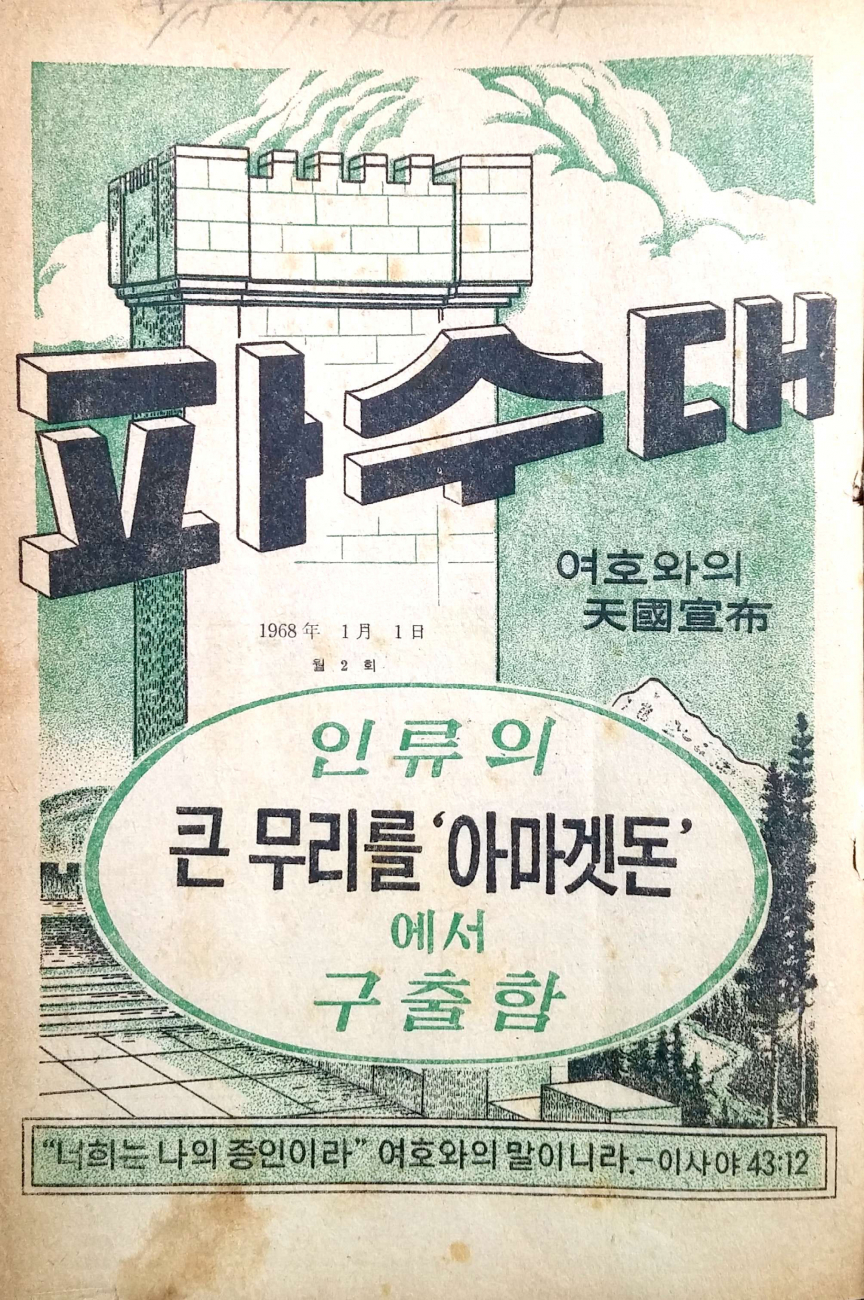 파수대
여호와의
天國宣布
1968年 1月 1日
월 2 회
인류의
큰 무리를 ‘아마겟돈’
에서
구출함
“너희는 나의 증인이라” 여호와의 말이니라.-이사야 43:12